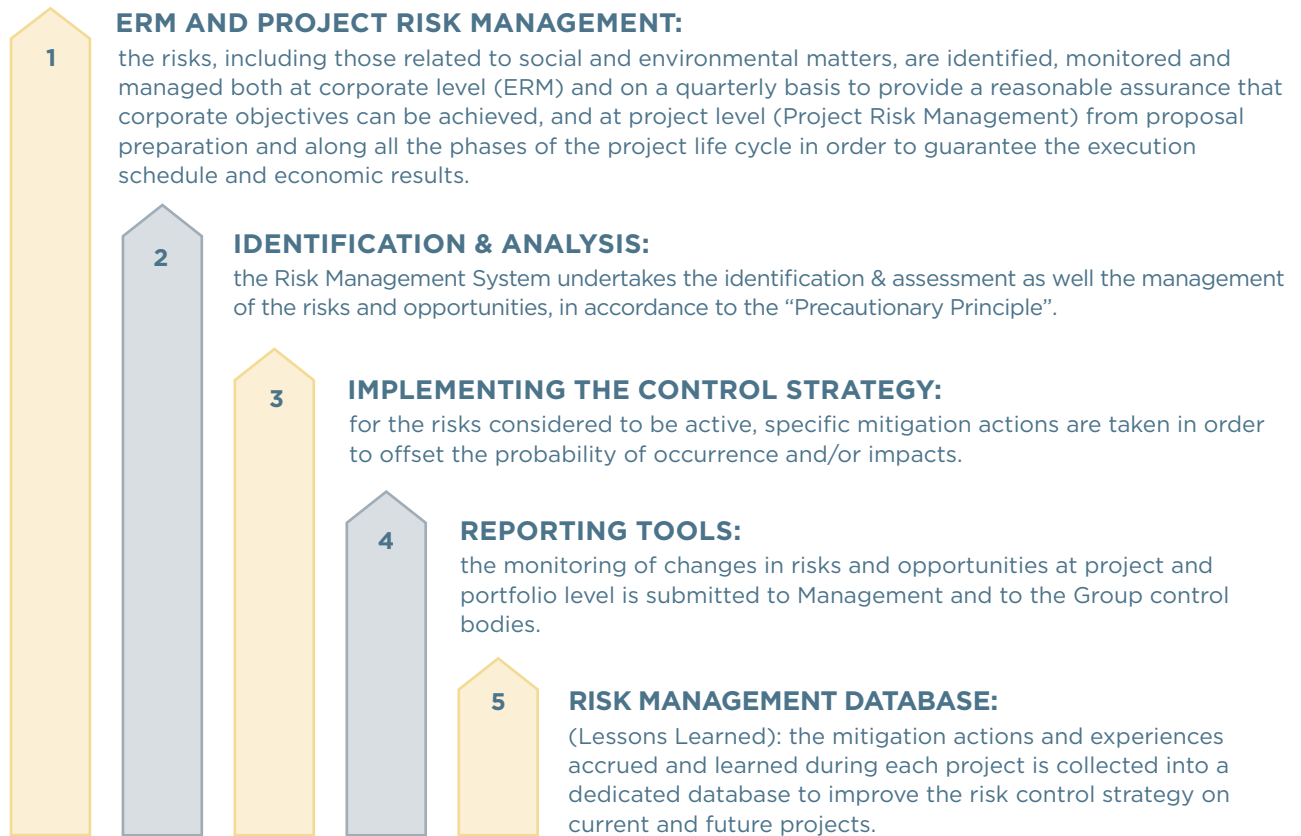 1
ERM AND PROJECT RISK MANAGEMENT:
the risks, including those related to social and environmental matters, are identified, monitored and
managed both at corporate level (ERM) and on a quarterly basis to provide a reasonable assurance that
corporate objectives can be achieved, and at project level (Project Risk Management) from proposal
preparation and along all the phases of the project life cycle in order to guarantee the execution
schedule and economic results.
2
IDENTIFICATION & ANALYSIS:
the Risk Management System undertakes the identification & assessment as well the management
of the risks and opportunities, in accordance to the “Precautionary Principle”.
3
IMPLEMENTING THE CONTROL STRATEGY:
for the risks considered to be active, specific mitigation actions are taken in order
to offset the probability of occurrence and/or impacts.
4
REPORTING TOOLS:
the monitoring of changes in risks and opportunities at project and
portfolio level is submitted to Management and to the Group control
bodies.
5
RISK MANAGEMENT DATABASE:
(Lessons Learned): the mitigation actions and experiences
accrued and learned during each project is collected into a
dedicated database to improve the risk control strategy on
current and future projects.